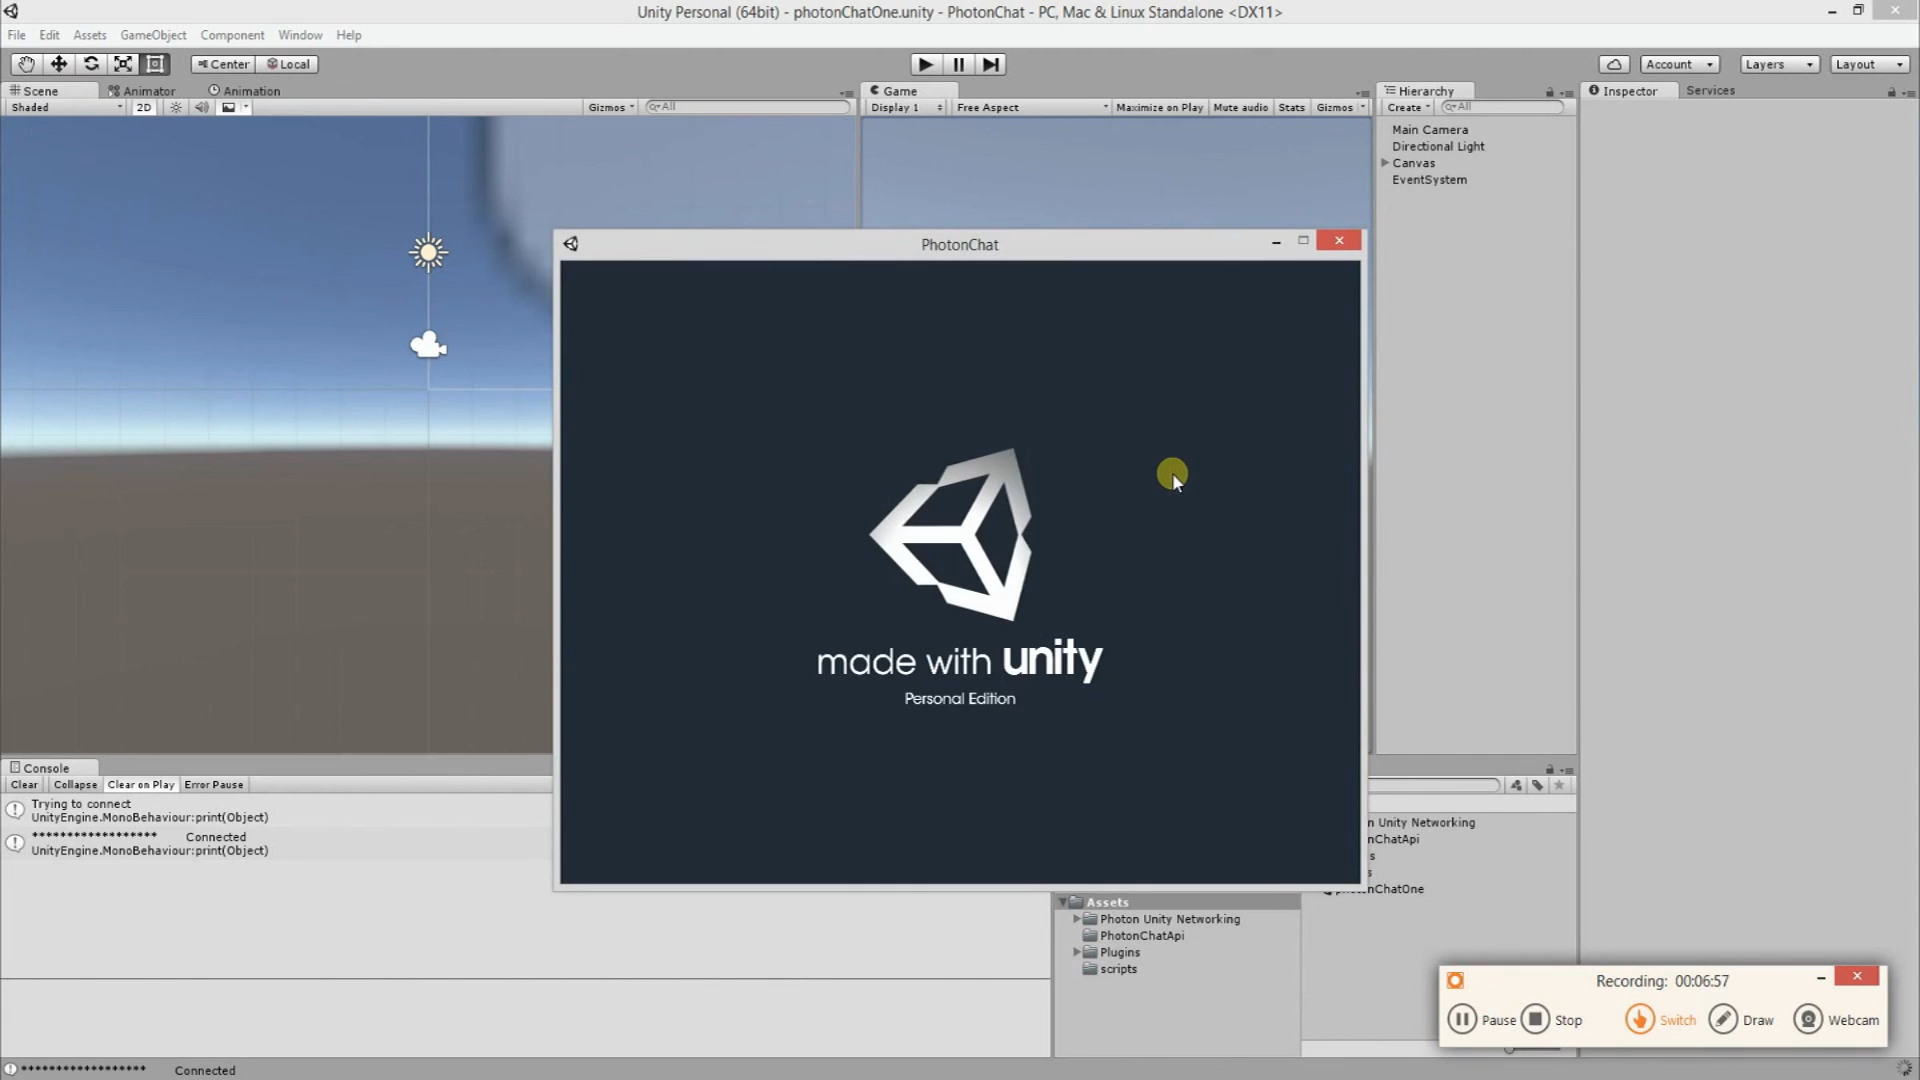 Unity Personal (64bit) - photonChatOne.unity - PhotonChat - PC, Mac & Linux Standalone <DX11>
File Edit Assets GameObject Component Window Help
Center Local
Account Layers Layout
Scene Animator Animation
Game
Hierarchy
Inspector Services
Shaded 2D Gizmos All
Display 1 Free Aspect Maximize on Play Mute audio Stats Gizmos
Create All
Main Camera
Directional Light
Canvas
EventSystem
PhotonChat
made with unity
Personal Edition
Console
Clear Collapse Clear on Play Error Pause
Trying to connect
UnityEngine.MonoBehaviour:print(Object)
****************** Connected
UnityEngine.MonoBehaviour:print(Object)
n Unity Networking
nChatApi
s
s
photonChatOne
Assets
Photon Unity Networking
PhotonChatApi
Plugins
scripts
Recording: 00:06:57
Pause Stop Switch Draw Webcam
****************** Connected